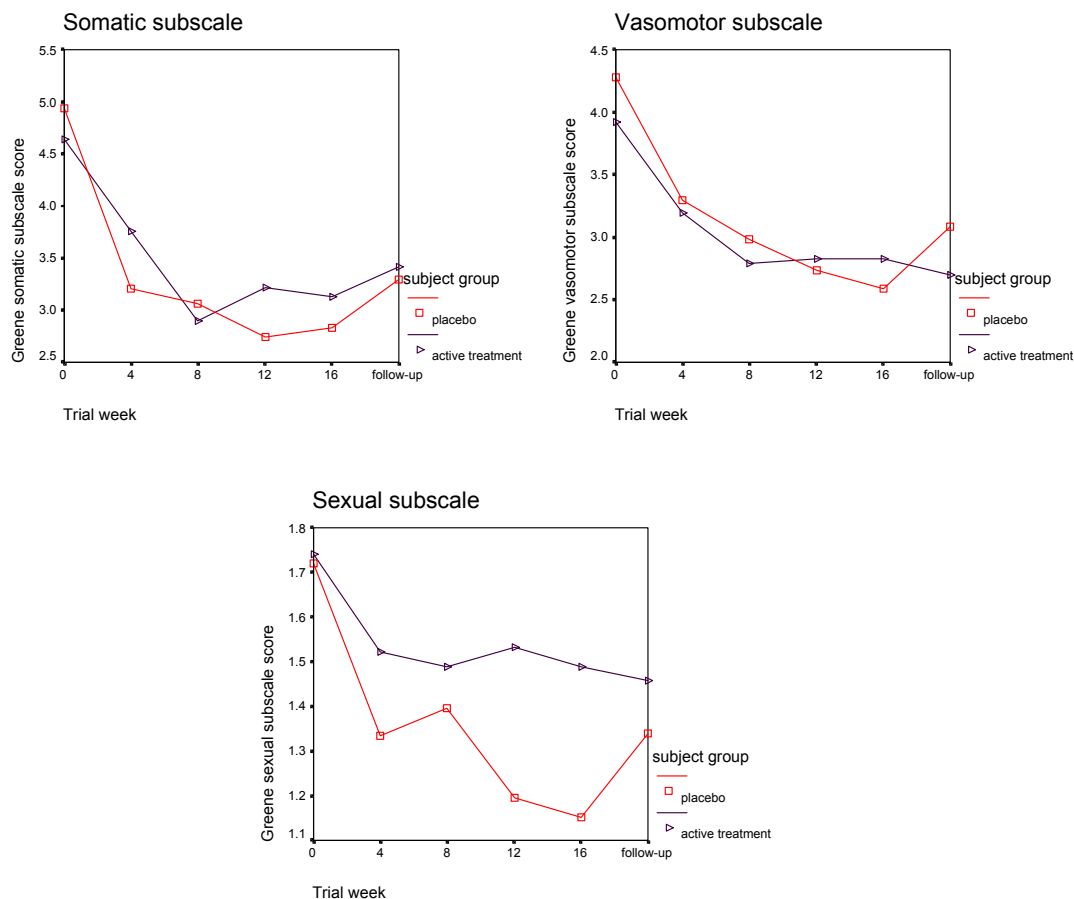 Somatic subscale
5.5
5.0
4.5
4.0
3.5
3.0
2.5
Greene somatic subscale score
0 4 8 12 16 follow-up
Trial week
subject group
placebo
active treatment
Vasomotor subscale
4.5
4.0
3.5
3.0
2.5
2.0
Greene vasomotor subscale score
0 4 8 12 16 follow-up
Trial week
subject group
placebo
active treatment
Sexual subscale
1.8
1.7
1.6
1.5
1.4
1.3
1.2
1.1
Greene sexual subscale score
0 4 8 12 16 follow-up
Trial week
subject group
placebo
active treatment